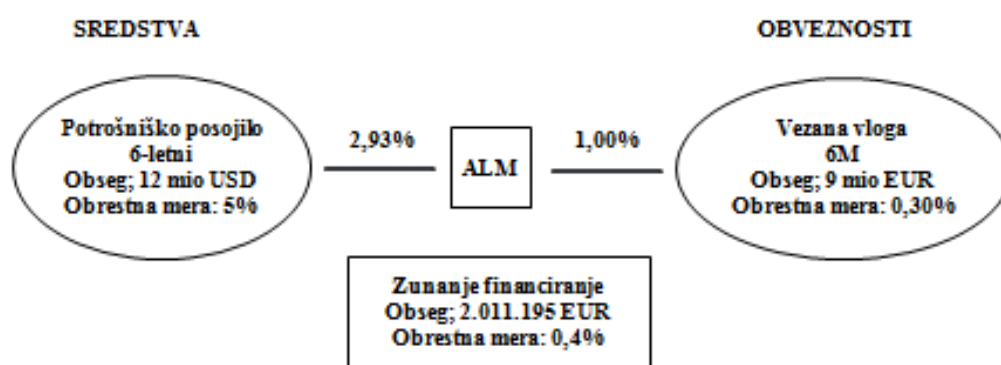 SREDSTVA
OBVEZNOSTI
Potrošniško posojilo
6-letni
Obseg; 12 mio USD
Obrestna mera: 5%
2,93%
ALM
1,00%
Vezana vloga
6M
Obseg; 9 mio EUR
Obrestna mera: 0,30%
Zunanje financiranje
Obseg; 2.011.195 EUR
Obrestna mera: 0,4%